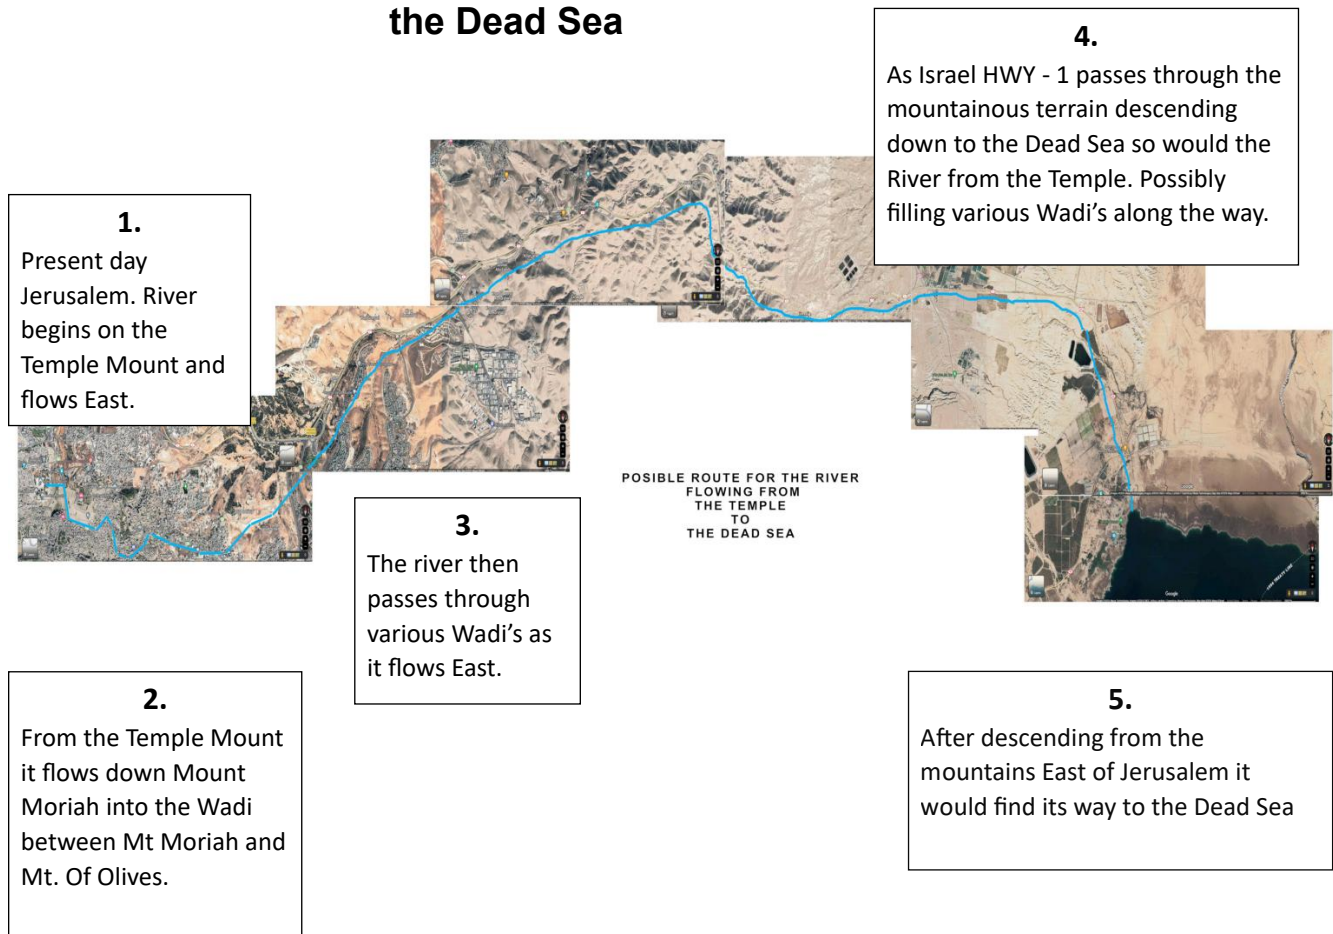 the Dead Sea
4.
As Israel HWY - 1 passes through the
mountainous terrain descending
down to the Dead Sea so would the
River from the Temple. Possibly
filling various Wadi’s along the way.
1.
Present day
Jerusalem. River
begins on the
Temple Mount and
flows East.
POSIBLE ROUTE FOR THE RIVER
FLOWING FROM
THE TEMPLE
TO
THE DEAD SEA
3.
The river then
passes through
various Wadi’s as
it flows East.
2.
From the Temple Mount
it flows down Mount
Moriah into the Wadi
between Mt Moriah and
Mt. Of Olives.
5.
After descending from the
mountains East of Jerusalem it
would find its way to the Dead Sea
Google